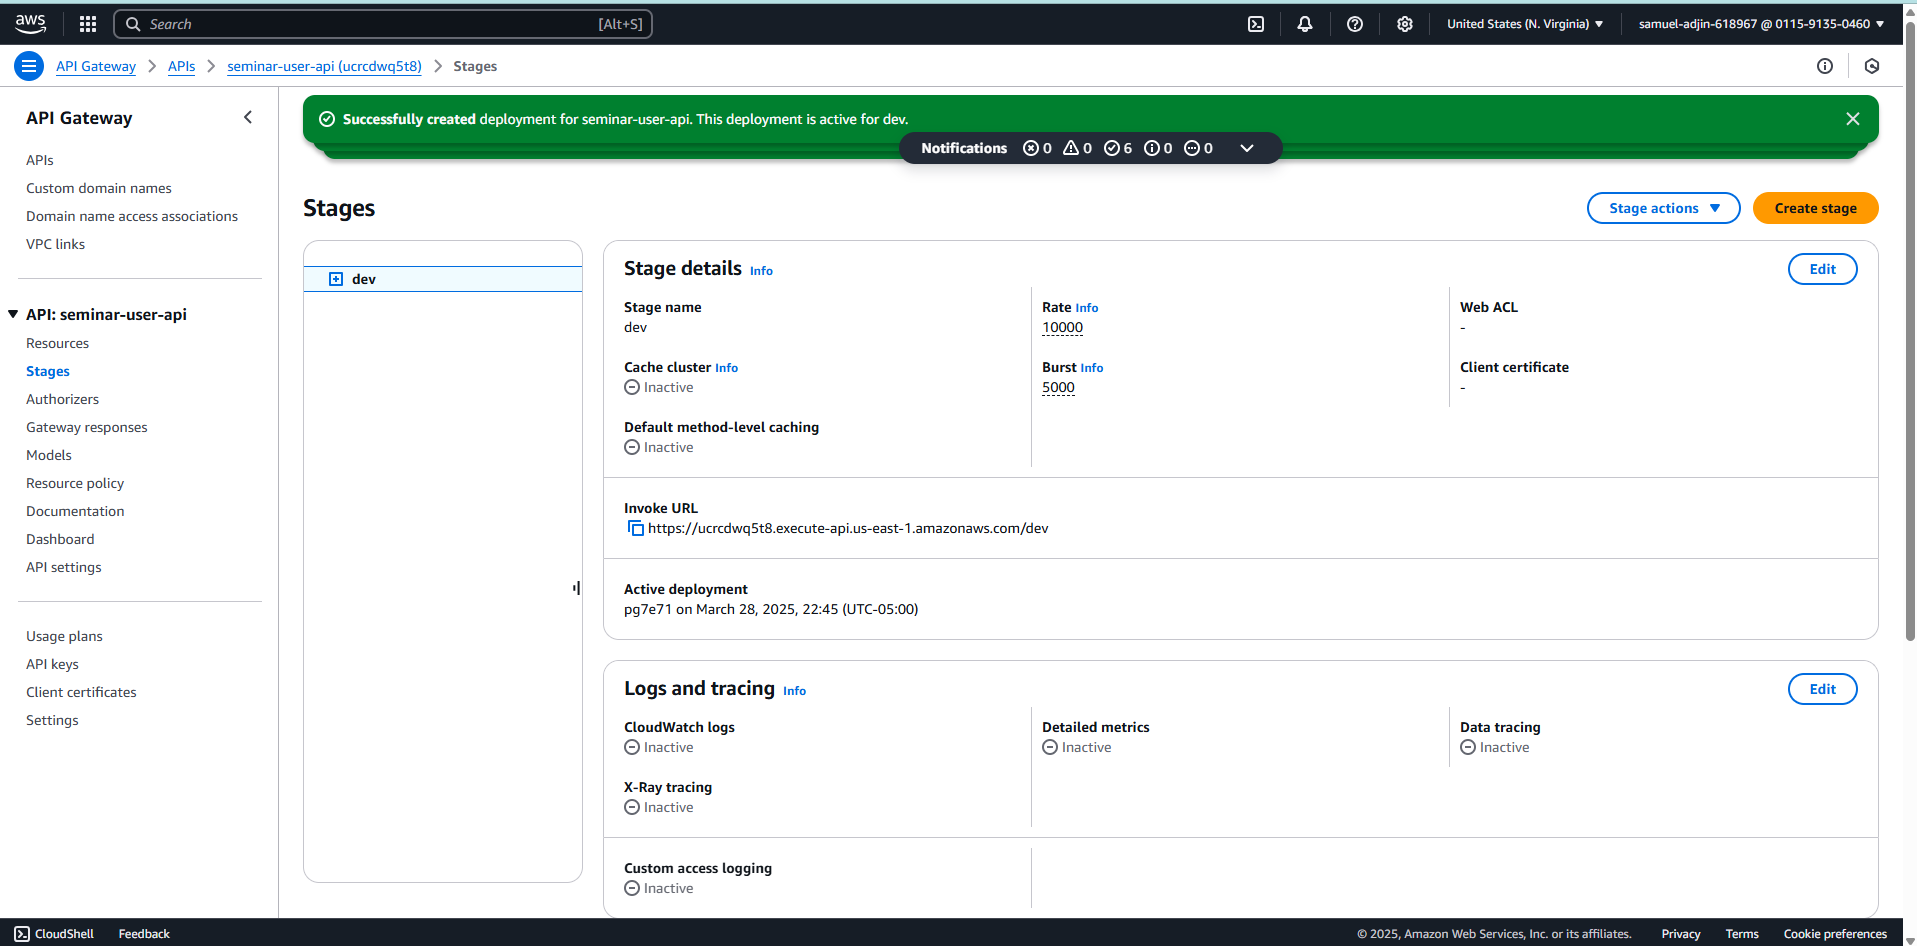 aws
Search [Alt+S]
United States (N. Virginia)
samuel-adjin-618967 @ 0115-9135-0460
API Gateway
APIs
seminar-user-api (ucrcdwq5t8)
Stages
API Gateway
APIs
Custom domain names
Domain name access associations
VPC links
API: seminar-user-api
Resources
Stages
Authorizers
Gateway responses
Models
Resource policy
Documentation
Dashboard
API settings
Usage plans
API keys
Client certificates
Settings
Successfully created deployment for seminar-user-api. This deployment is active for dev.
Notifications 0 0 6 0 0
Stages
Stage actions
Create stage
dev
Stage details Info
Edit
Stage name
dev
Cache cluster Info
Inactive
Default method-level caching
Inactive
Rate Info
10000
Burst Info
5000
Web ACL
-
Client certificate
-
Invoke URL
https://ucrcdwq5t8.execute-api.us-east-1.amazonaws.com/dev
Active deployment
pg7e71 on March 28, 2025, 22:45 (UTC-05:00)
Logs and tracing Info
Edit
CloudWatch logs
Inactive
X-Ray tracing
Inactive
Detailed metrics
Inactive
Data tracing
Inactive
Custom access logging
Inactive
CloudShell
Feedback
© 2025, Amazon Web Services, Inc. or its affiliates.
Privacy
Terms
Cookie preferences